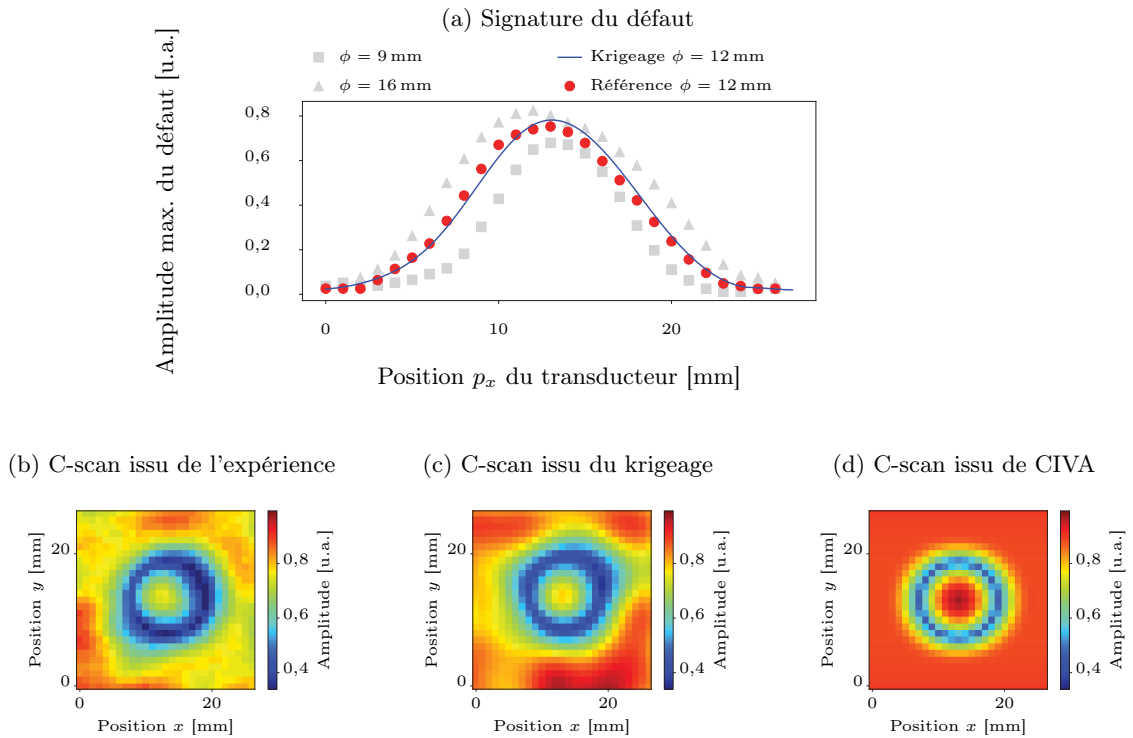 (a) Signature du défaut
ϕ = 9 mm
Krigeage ϕ = 12 mm
ϕ = 16 mm
Référence ϕ = 12 mm
Amplitude max. du défaut [u.a.]
0,8
0,6
0,4
0,2
0,0
0 10 20
Position pₓ du transducteur [mm]
(b) C-scan issu de l'expérience
Position y [mm]
20
0
0 20
Position x [mm]
0,8
0,6
0,4
Amplitude [u.a.]
(c) C-scan issu du krigeage
Position y [mm]
20
0
0 20
Position x [mm]
0,8
0,6
0,4
Amplitude [u.a.]
(d) C-scan issu de CIVA
Position y [mm]
20
0
0 20
Position x [mm]
0,8
0,6
0,4
Amplitude [u.a.]